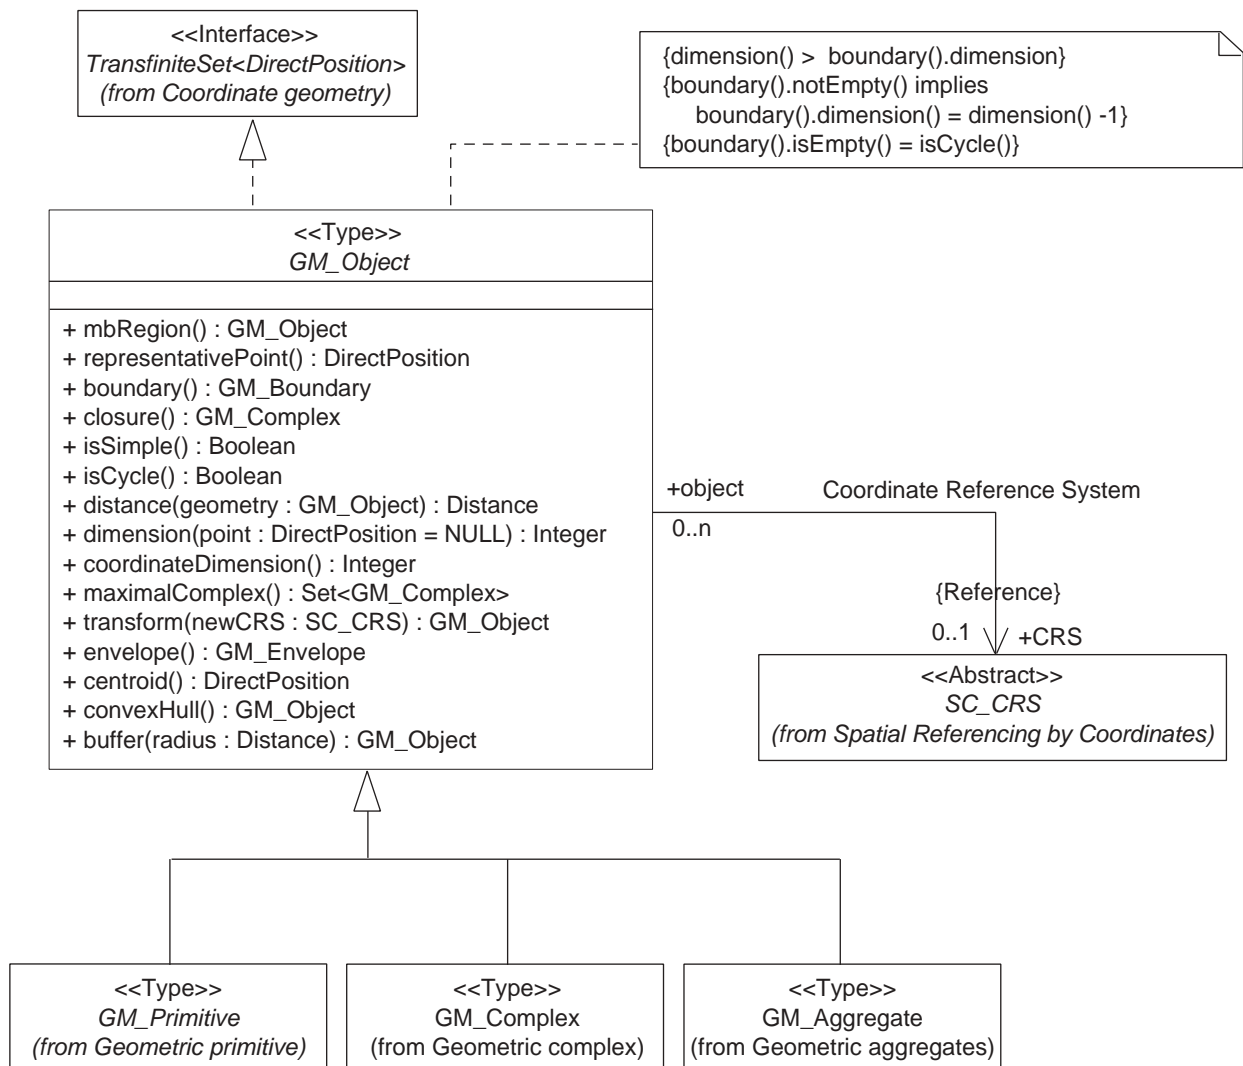 <<Interface>>
TransfiniteSet<DirectPosition>
(from Coordinate geometry)
{dimension() > boundary().dimension}
{boundary().notEmpty() implies
boundary().dimension() = dimension() -1}
{boundary().isEmpty() = isCycle()}
<<Type>>
GM_Object
+ mbRegion() : GM_Object
+ representativePoint() : DirectPosition
+ boundary() : GM_Boundary
+ closure() : GM_Complex
+ isSimple() : Boolean
+ isCycle() : Boolean
+ distance(geometry : GM_Object) : Distance
+ dimension(point : DirectPosition = NULL) : Integer
+ coordinateDimension() : Integer
+ maximalComplex() : Set<GM_Complex>
+ transform(newCRS : SC_CRS) : GM_Object
+ envelope() : GM_Envelope
+ centroid() : DirectPosition
+ convexHull() : GM_Object
+ buffer(radius : Distance) : GM_Object
+object
Coordinate Reference System
0..n
{Reference}
0..1
+CRS
<<Abstract>>
SC_CRS
(from Spatial Referencing by Coordinates)
<<Type>>
GM_Primitive
(from Geometric primitive)
<<Type>>
GM_Complex
(from Geometric complex)
<<Type>>
GM_Aggregate
(from Geometric aggregates)